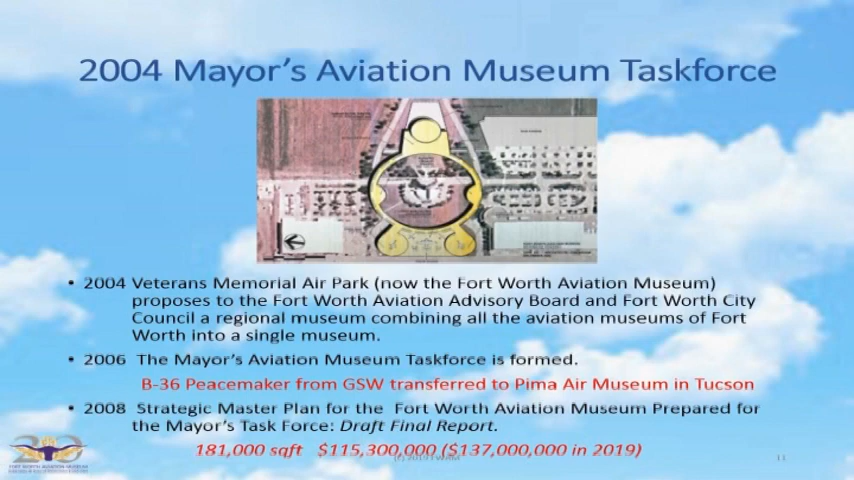 2004 Mayor's Aviation Museum Taskforce
• 2004 Veterans Memorial Air Park (now the Fort Worth Aviation Museum)
proposes to the Fort Worth Aviation Advisory Board and Fort Worth City
Council a regional museum combining all the aviation museums of Fort
Worth into a single museum.
• 2006 The Mayor's Aviation Museum Taskforce is formed.
B-36 Peacemaker from GSW transferred to Pima Air Museum in Tucson
• 2008 Strategic Master Plan for the Fort Worth Aviation Museum Prepared for
the Mayor's Task Force: Draft Final Report.
181,000 sqft $115,300,000 ($137,000,000 in 2019)
11